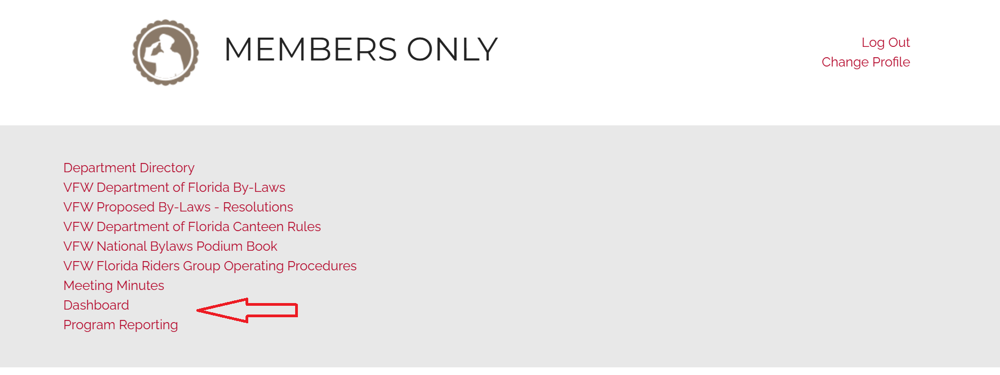 MEMBERS ONLY
Log Out
Change Profile
Department Directory
VFW Department of Florida By-Laws
VFW Proposed By-Laws - Resolutions
VFW Department of Florida Canteen Rules
VFW National Bylaws Podium Book
VFW Florida Riders Group Operating Procedures
Meeting Minutes
Dashboard
Program Reporting